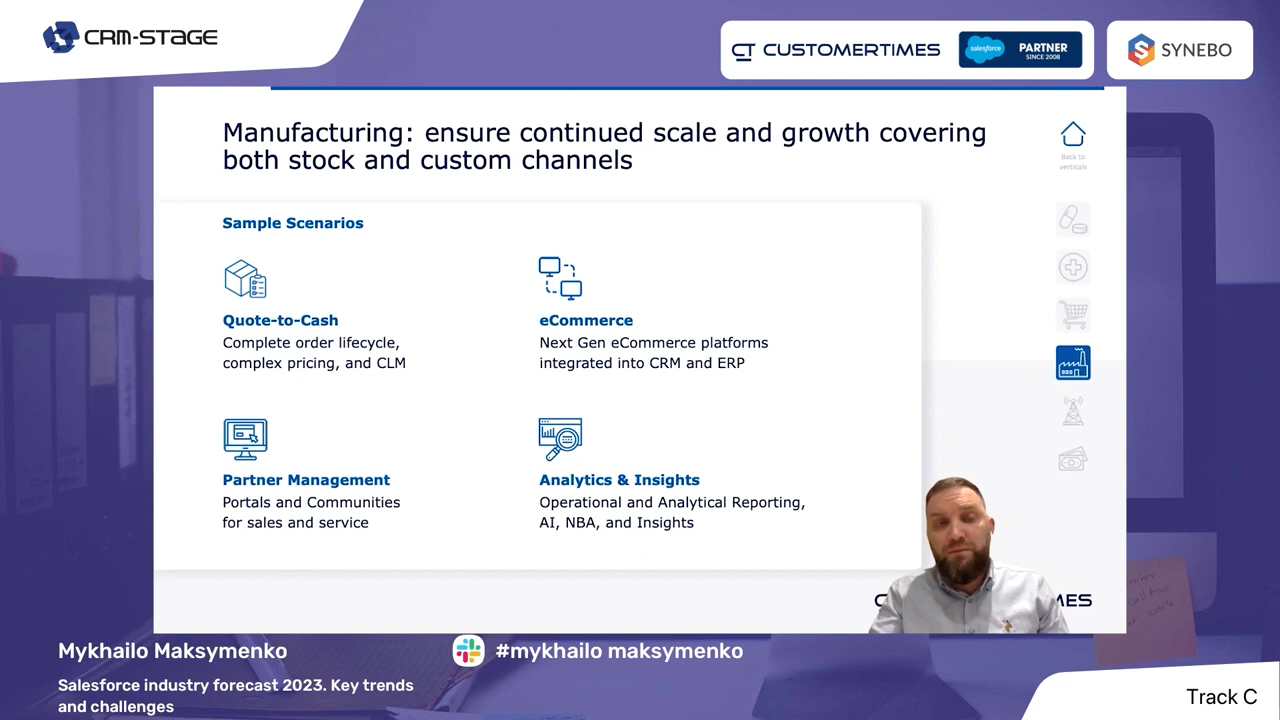 CRM-STAGE
CT CUSTOMERTIMES
salesforce
PARTNER
SINCE 2008
SYNEBO
Manufacturing: ensure continued scale and growth covering
both stock and custom channels
Back to
verticals
Sample Scenarios
Quote-to-Cash
Complete order lifecycle,
complex pricing, and CLM
eCommerce
Next Gen eCommerce platforms
integrated into CRM and ERP
Partner Management
Portals and Communities
for sales and service
Analytics & Insights
Operational and Analytical Reporting,
AI, NBA, and Insights
MES
Mykhailo Maksymenko
#mykhailo maksymenko
Salesforce industry forecast 2023. Key trends
and challenges
Track C